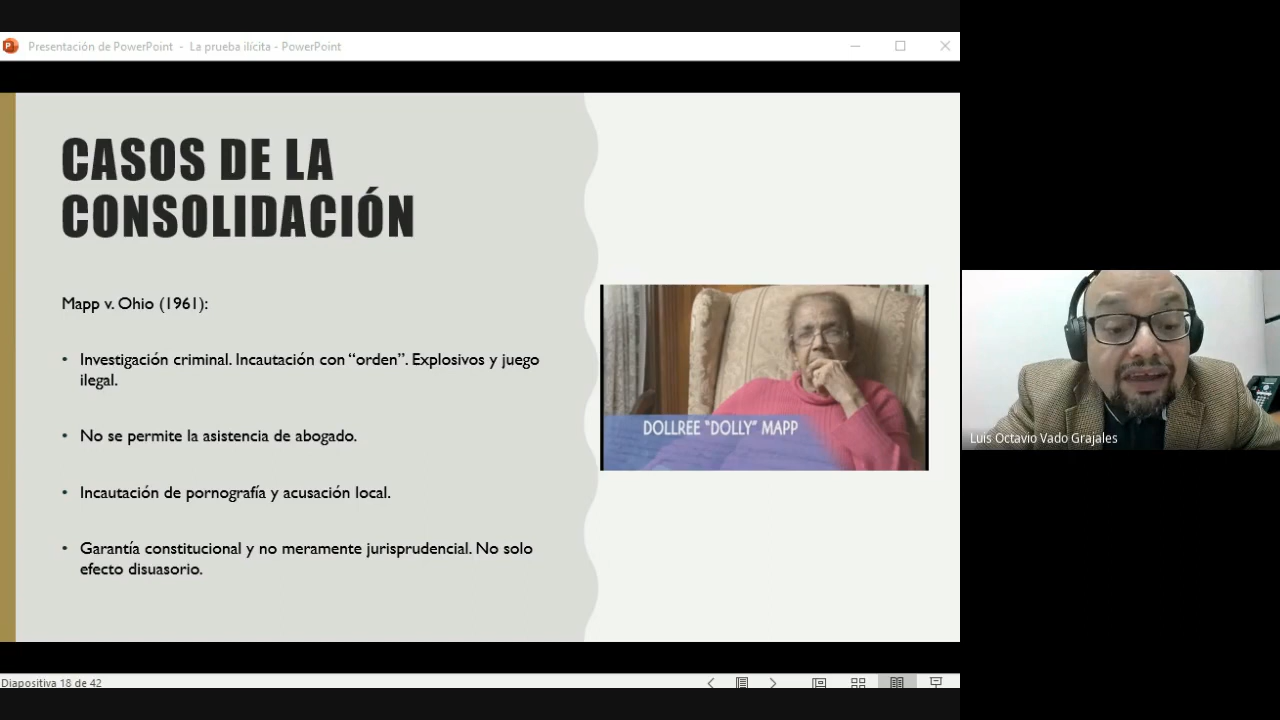 Presentación de PowerPoint - La prueba ilícita - PowerPoint
CASOS DE LA
CONSOLIDACIÓN
Mapp v. Ohio (1961):
• Investigación criminal. Incautación con “orden”. Explosivos y juego
ilegal.
• No se permite la asistencia de abogado.
• Incautación de pornografía y acusación local.
• Garantía constitucional y no meramente jurisprudencial. No solo
efecto disuasorio.
DOLLREE “DOLLY” MAPP
Luis Octavio Vado Grajales
Diapositiva 18 de 42